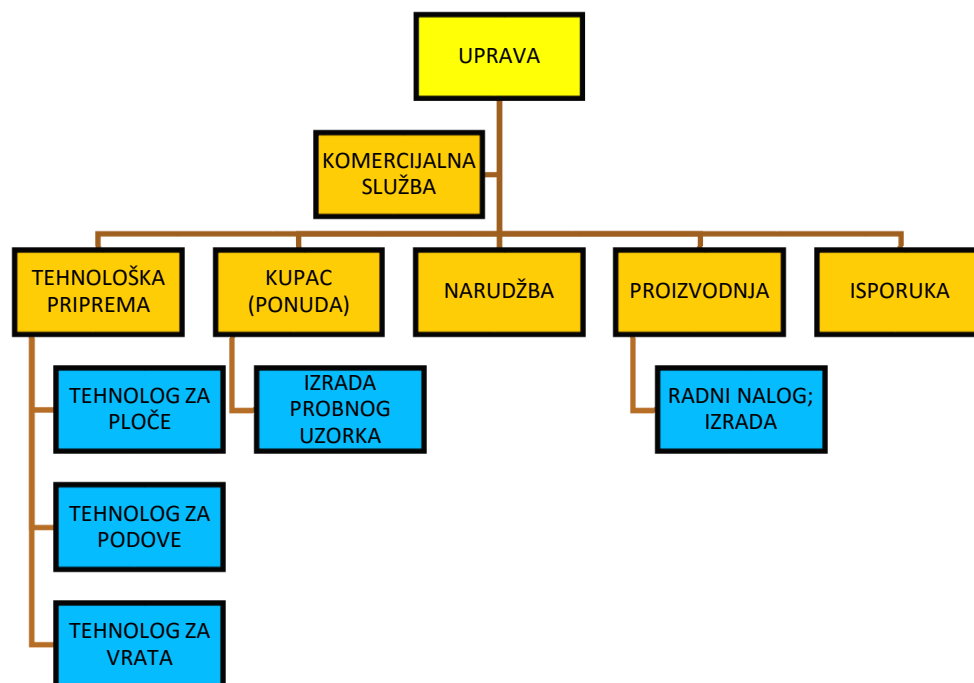 UPRAVA
KOMERCIJALNA
SLUŽBA
TEHNOLOŠKA
PRIPREMA
KUPAC
(PONUDA)
NARUDŽBA
PROIZVODNJA
ISPORUKA
TEHNOLOG ZA
PLOČE
IZRADA
PROBNOG
UZORKA
RADNI NALOG;
IZRADA
TEHNOLOG ZA
PODOVE
TEHNOLOG ZA
VRATA